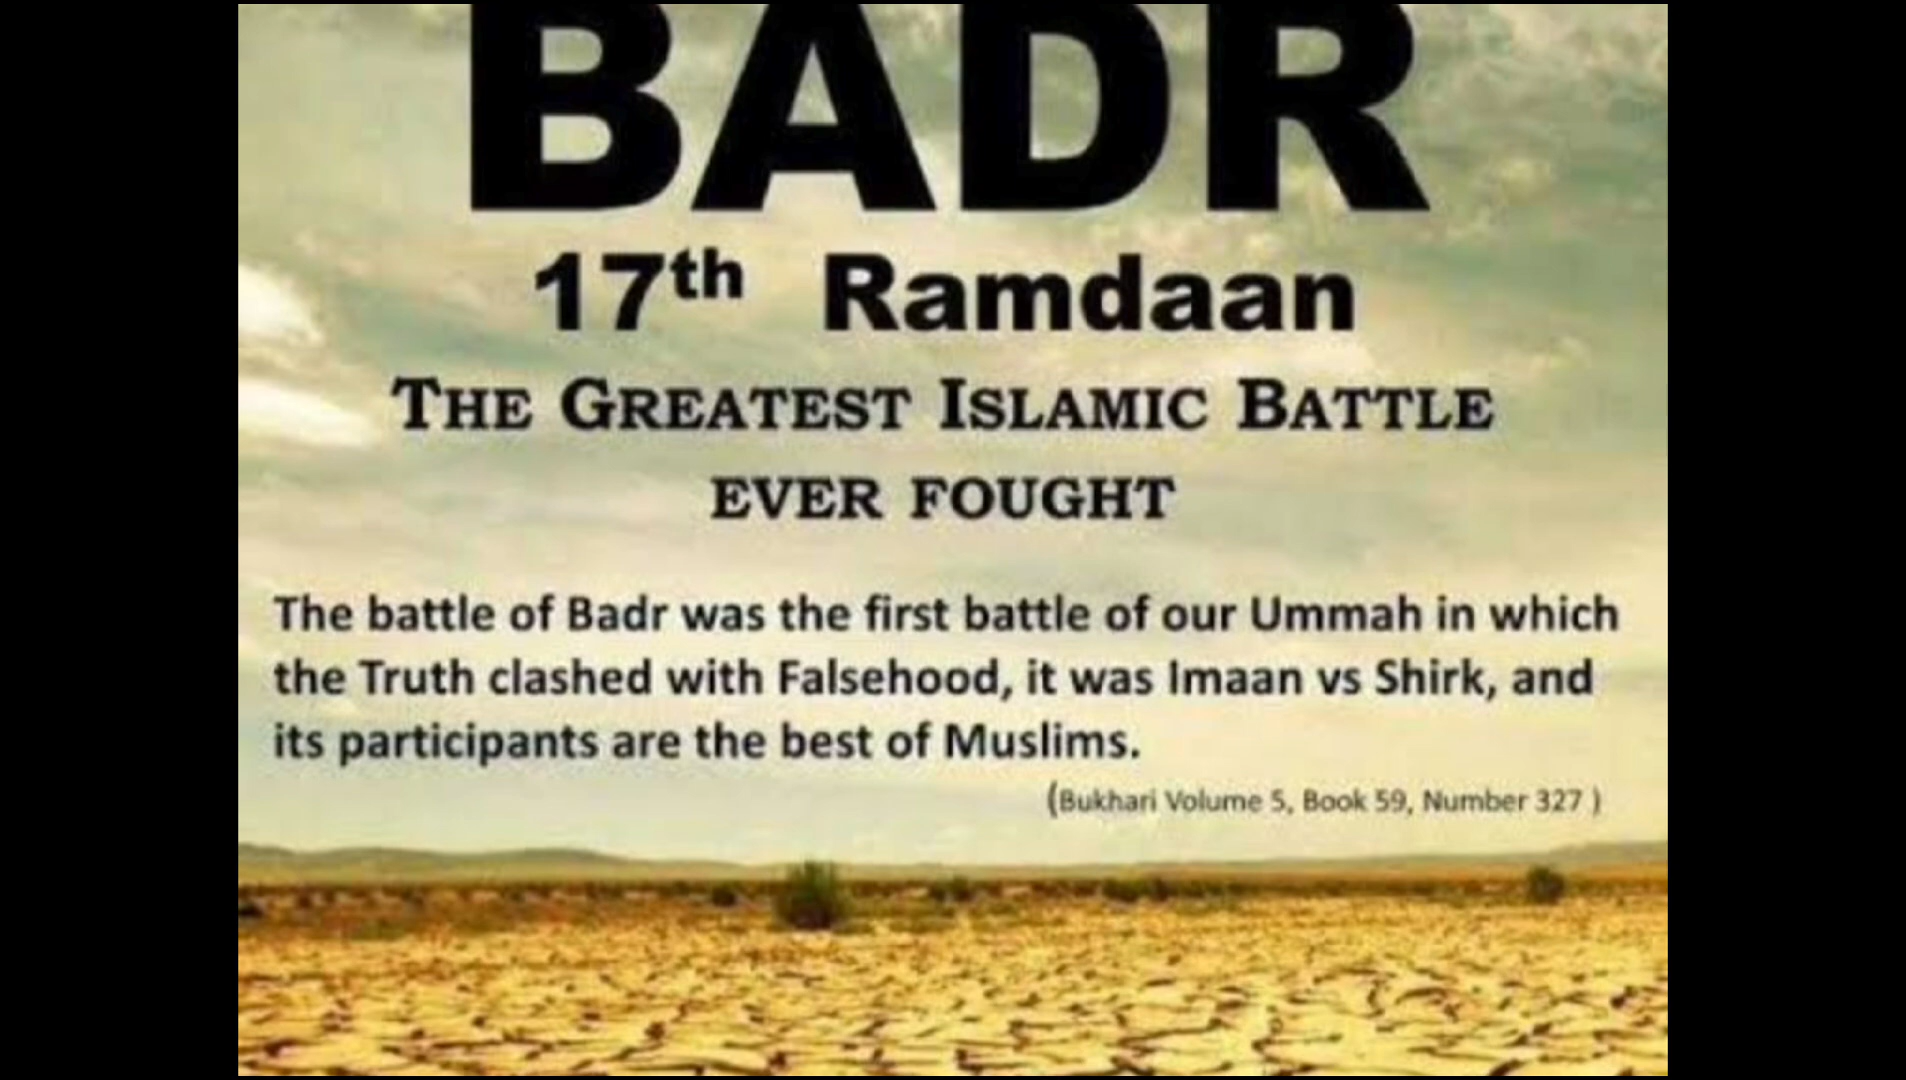 BADR
17th Ramdaan
THE GREATEST ISLAMIC BATTLE
EVER FOUGHT
The battle of Badr was the first battle of our Ummah in which
the Truth clashed with Falsehood, it was Imaan vs Shirk, and
its participants are the best of Muslims.
(Bukhari Volume 5, Book 59, Number 327 )